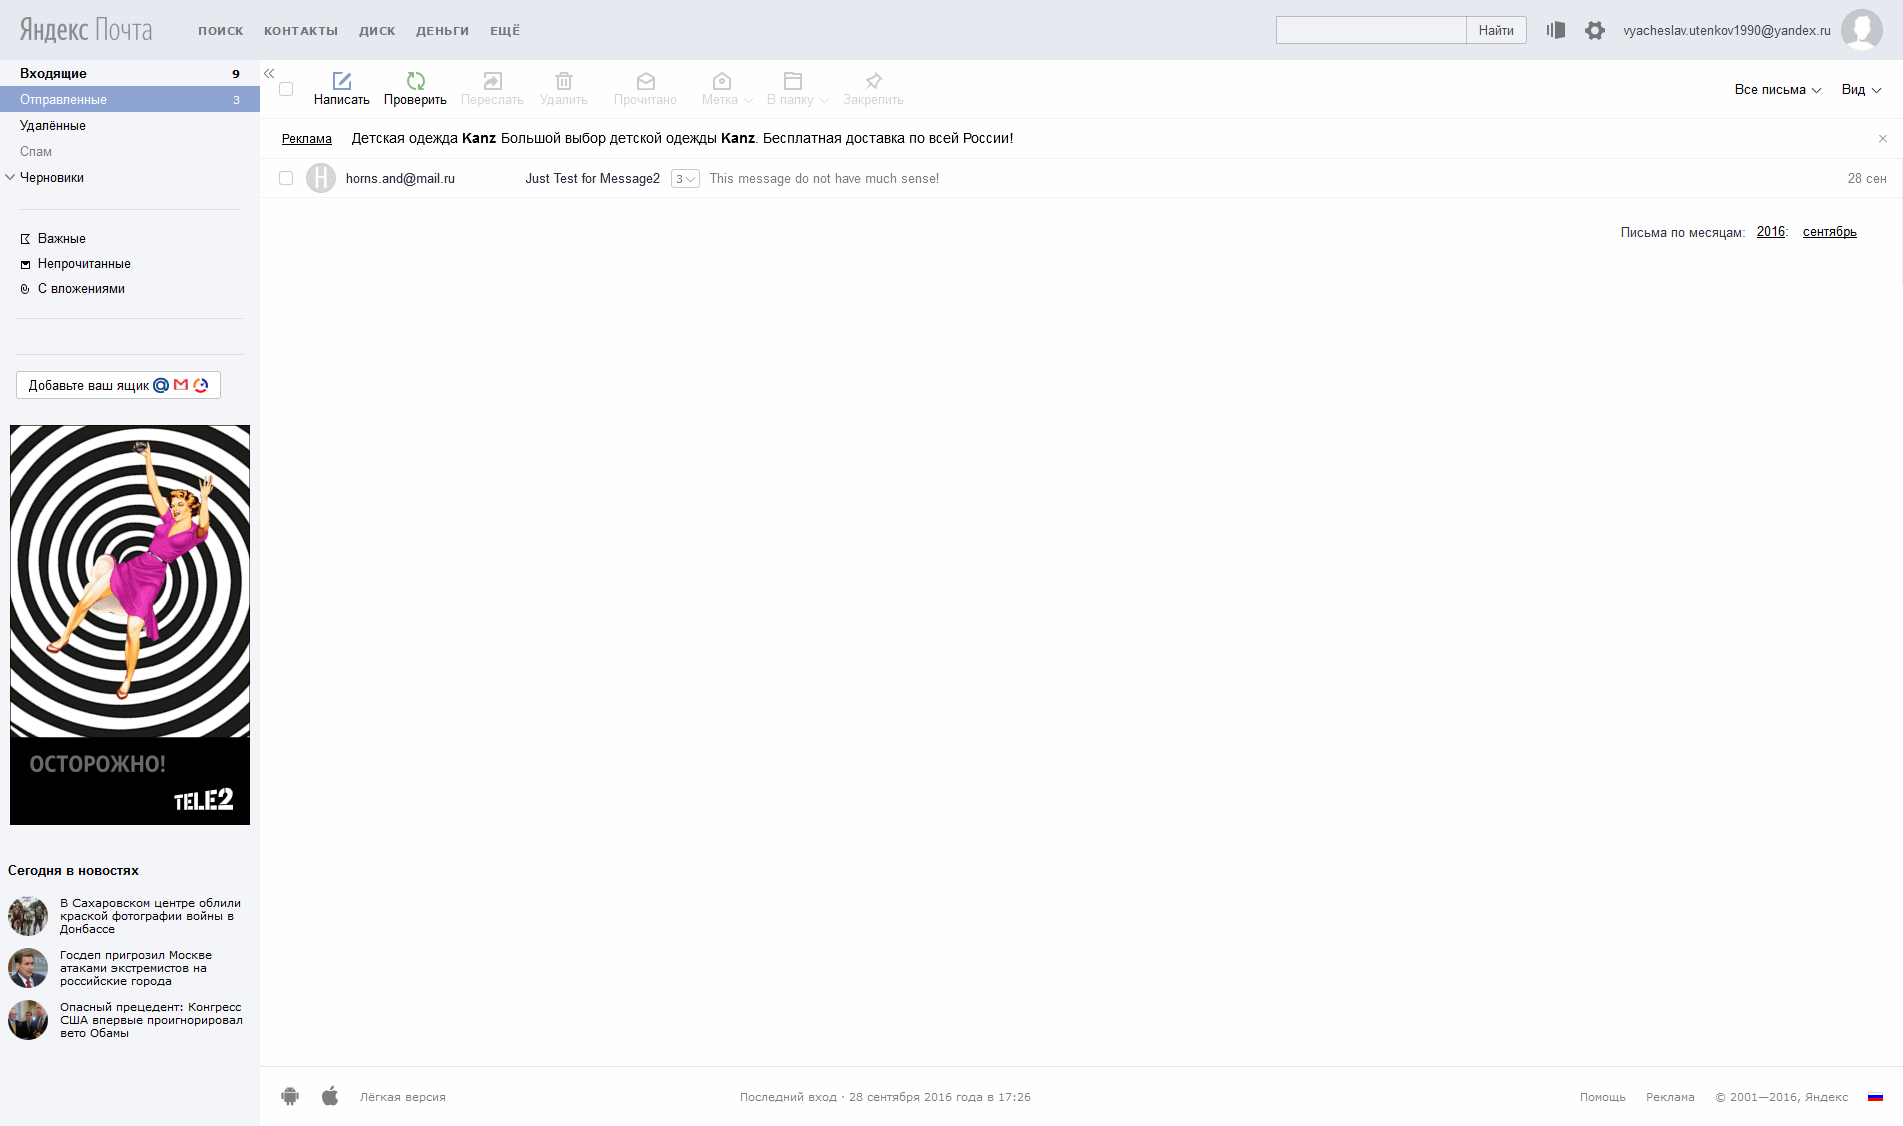 Яндекс Почта ПОИСК КОНТАКТЫ ДИСК ДЕНЬГИ ЕЩЁ Найти vyacheslav.utenkov1990@yandex.ru
Входящие 9
Отправленные 3
Удалённые
Спам
Черновики
Важные
Непрочитанные
С вложениями
Добавьте ваш ящик
ОСТОРОЖНО!
TELE2
Сегодня в новостях
В Сахаровском центре облили
краской фотографии войны в
Донбассе
Госдеп пригрозил Москве
атаками экстремистов на
российские города
Опасный прецедент: Конгресс
США впервые проигнорировал
вето Обамы
Написать Проверить Переслать Удалить Прочитано Метка В папку Закрепить Все письма Вид
Реклама Детская одежда Kanz Большой выбор детской одежды Kanz. Бесплатная доставка по всей России!
H horns.and@mail.ru Just Test for Message2 3 This message do not have much sense! 28 сен
Письма по месяцам: 2016: сентябрь
Лёгкая версия Последний вход · 28 сентября 2016 года в 17:26 Помощь Реклама © 2001—2016, Яндекс